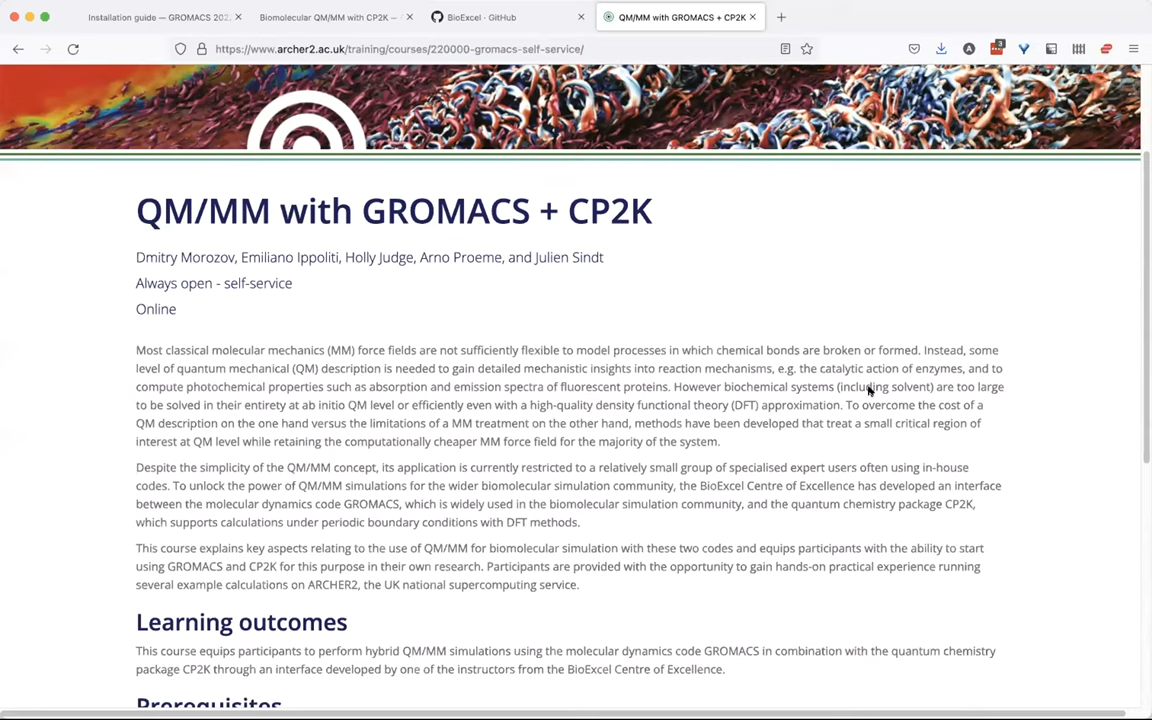 Installation guide — GROMACS 202
Biomolecular QM/MM with CP2K —
BioExcel · GitHub
QM/MM with GROMACS + CP2K
https://www.archer2.ac.uk/training/courses/220000-gromacs-self-service/
3
QM/MM with GROMACS + CP2K
Dmitry Morozov, Emiliano Ippoliti, Holly Judge, Arno Proeme, and Julien Sindt
Always open - self-service
Online
Most classical molecular mechanics (MM) force fields are not sufficiently flexible to model processes in which chemical bonds are broken or formed. Instead, some
level of quantum mechanical (QM) description is needed to gain detailed mechanistic insights into reaction mechanisms, e.g. the catalytic action of enzymes, and to
compute photochemical properties such as absorption and emission spectra of fluorescent proteins. However biochemical systems (including solvent) are too large
to be solved in their entirety at ab initio QM level or efficiently even with a high-quality density functional theory (DFT) approximation. To overcome the cost of a
QM description on the one hand versus the limitations of a MM treatment on the other hand, methods have been developed that treat a small critical region of
interest at QM level while retaining the computationally cheaper MM force field for the majority of the system.
Despite the simplicity of the QM/MM concept, its application is currently restricted to a relatively small group of specialised expert users often using in-house
codes. To unlock the power of QM/MM simulations for the wider biomolecular simulation community, the BioExcel Centre of Excellence has developed an interface
between the molecular dynamics code GROMACS, which is widely used in the biomolecular simulation community, and the quantum chemistry package CP2K,
which supports calculations under periodic boundary conditions with DFT methods.
This course explains key aspects relating to the use of QM/MM for biomolecular simulation with these two codes and equips participants with the ability to start
using GROMACS and CP2K for this purpose in their own research. Participants are provided with the opportunity to gain hands-on practical experience running
several example calculations on ARCHER2, the UK national supercomputing service.
Learning outcomes
This course equips participants to perform hybrid QM/MM simulations using the molecular dynamics code GROMACS in combination with the quantum chemistry
package CP2K through an interface developed by one of the instructors from the BioExcel Centre of Excellence.
Prerequisites